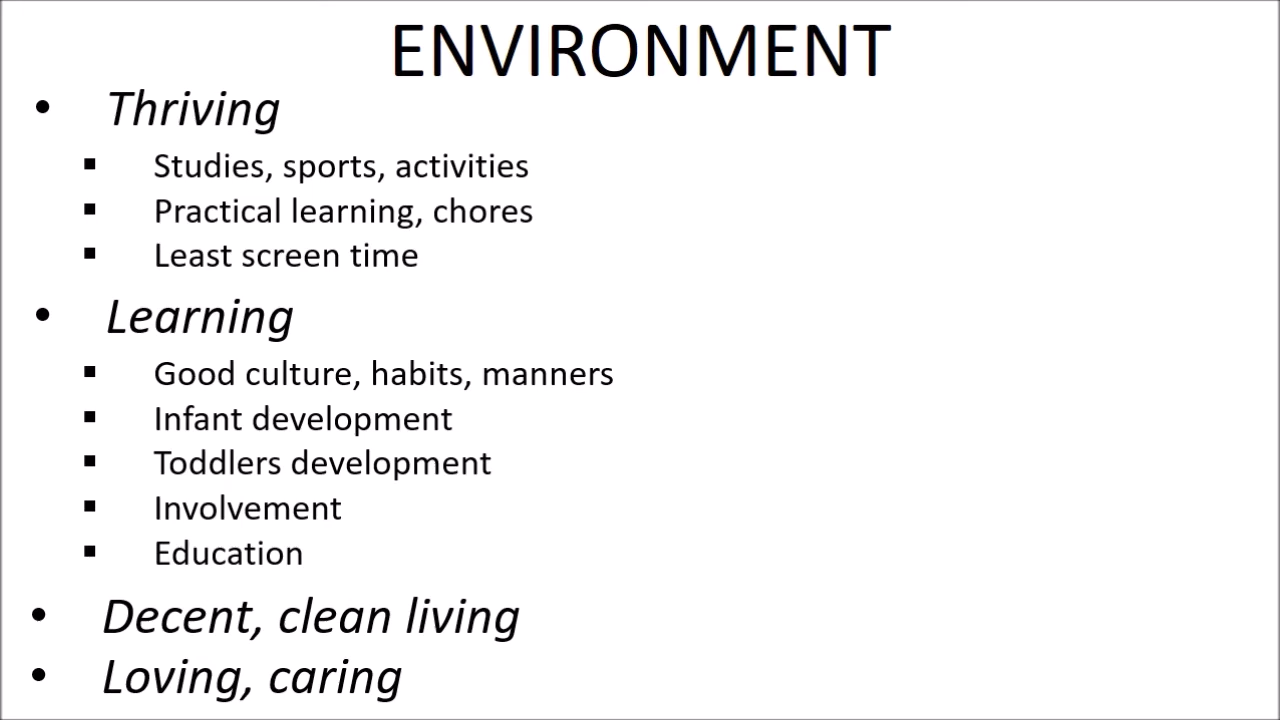 ENVIRONMENT
• Thriving
▪ Studies, sports, activities
▪ Practical learning, chores
▪ Least screen time
• Learning
▪ Good culture, habits, manners
▪ Infant development
▪ Toddlers development
▪ Involvement
▪ Education
• Decent, clean living
• Loving, caring